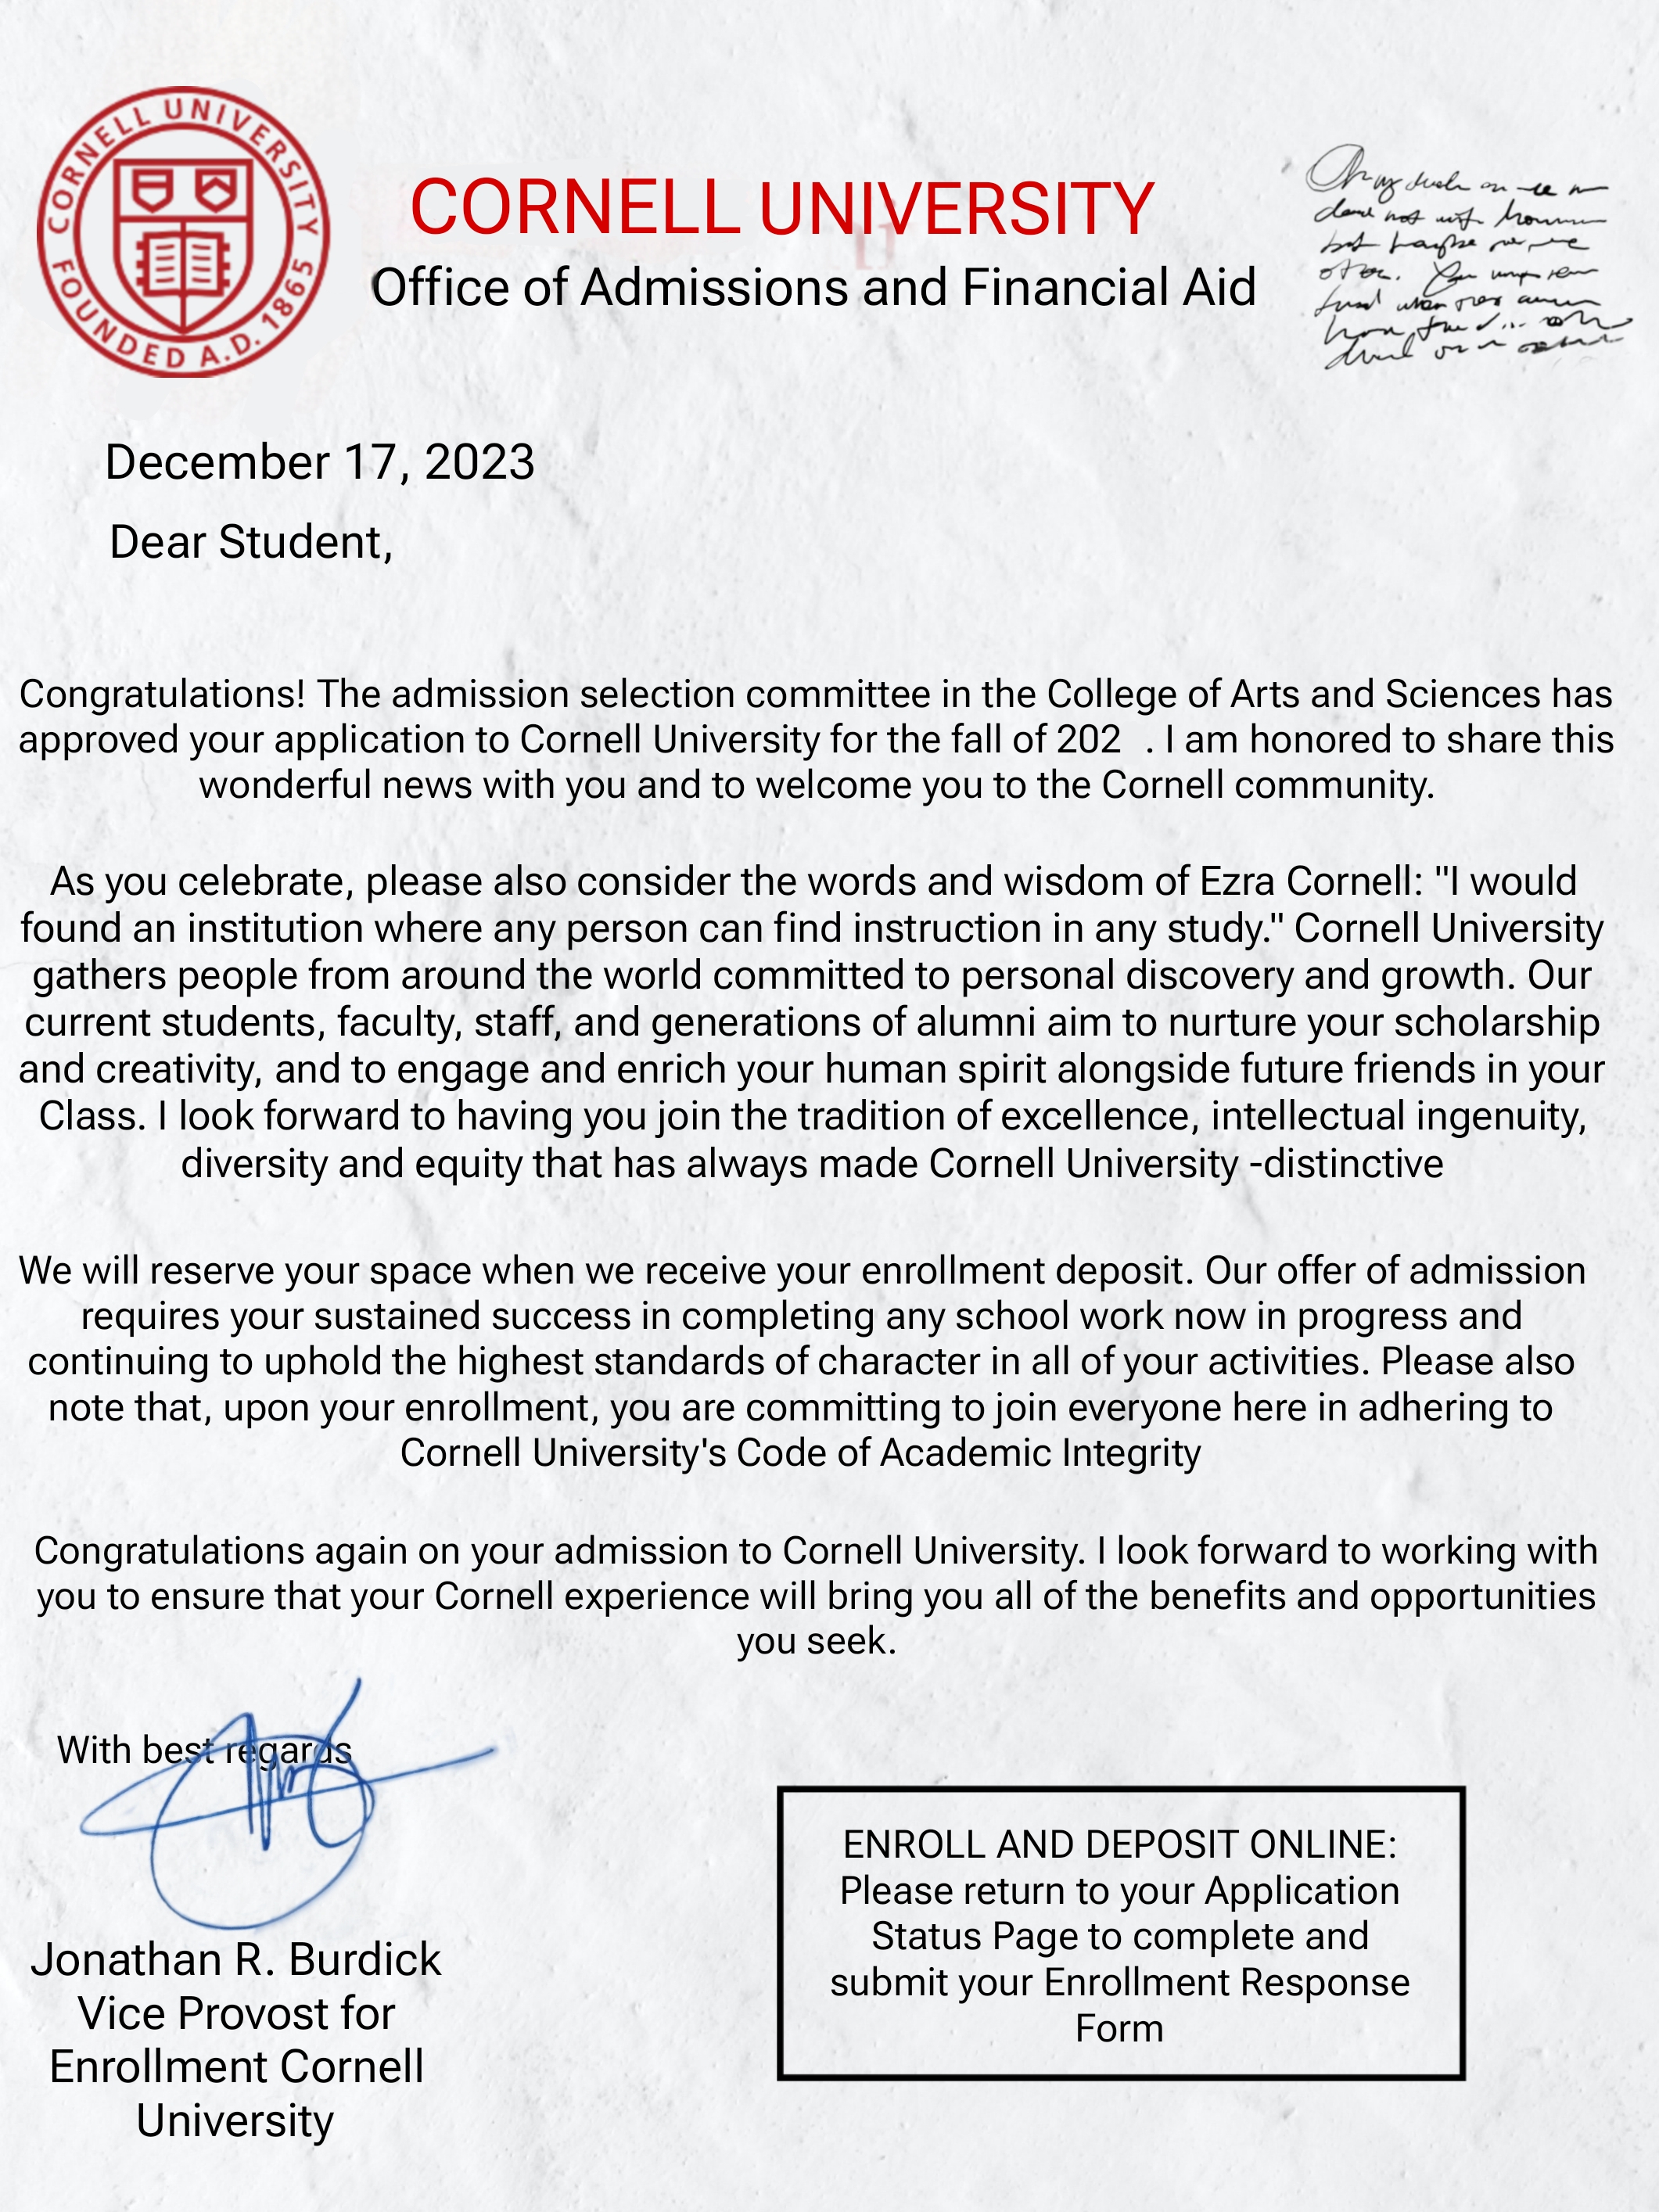 CORNELL UNIVERSITY
FOUNDED A.D. 1865
CORNELL UNIVERSITY
Office of Admissions and Financial Aid
December 17, 2023
Dear Student,
Congratulations! The admission selection committee in the College of Arts and Sciences has
approved your application to Cornell University for the fall of 202 . I am honored to share this
wonderful news with you and to welcome you to the Cornell community.
As you celebrate, please also consider the words and wisdom of Ezra Cornell: "I would
found an institution where any person can find instruction in any study." Cornell University
gathers people from around the world committed to personal discovery and growth. Our
current students, faculty, staff, and generations of alumni aim to nurture your scholarship
and creativity, and to engage and enrich your human spirit alongside future friends in your
Class. I look forward to having you join the tradition of excellence, intellectual ingenuity,
diversity and equity that has always made Cornell University -distinctive
We will reserve your space when we receive your enrollment deposit. Our offer of admission
requires your sustained success in completing any school work now in progress and
continuing to uphold the highest standards of character in all of your activities. Please also
note that, upon your enrollment, you are committing to join everyone here in adhering to
Cornell University's Code of Academic Integrity
Congratulations again on your admission to Cornell University. I look forward to working with
you to ensure that your Cornell experience will bring you all of the benefits and opportunities
you seek.
With best regards
Jonathan R. Burdick
Vice Provost for
Enrollment Cornell
University
ENROLL AND DEPOSIT ONLINE:
Please return to your Application
Status Page to complete and
submit your Enrollment Response
Form